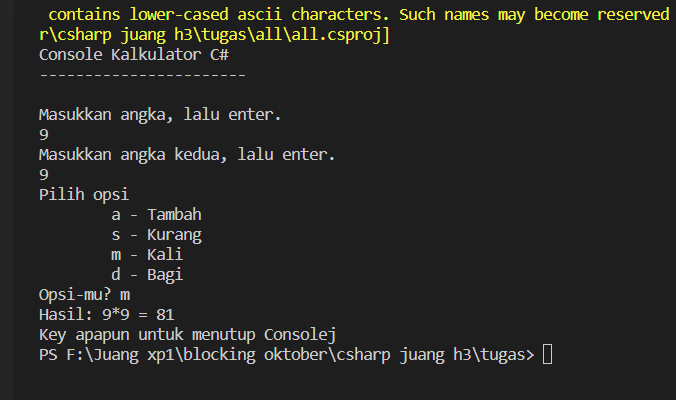 contains lower-cased ascii characters. Such names may become reserved
r\csharp juang h3\tugas\all\all.csproj]
Console Kalkulator C#
-----------------------
Masukkan angka, lalu enter.
9
Masukkan angka kedua, lalu enter.
9
Pilih opsi
a - Tambah
s - Kurang
m - Kali
d - Bagi
Opsi-mu? m
Hasil: 9*9 = 81
Key apapun untuk menutup Consolej
PS F:\Juang xp1\blocking oktober\csharp juang h3\tugas>